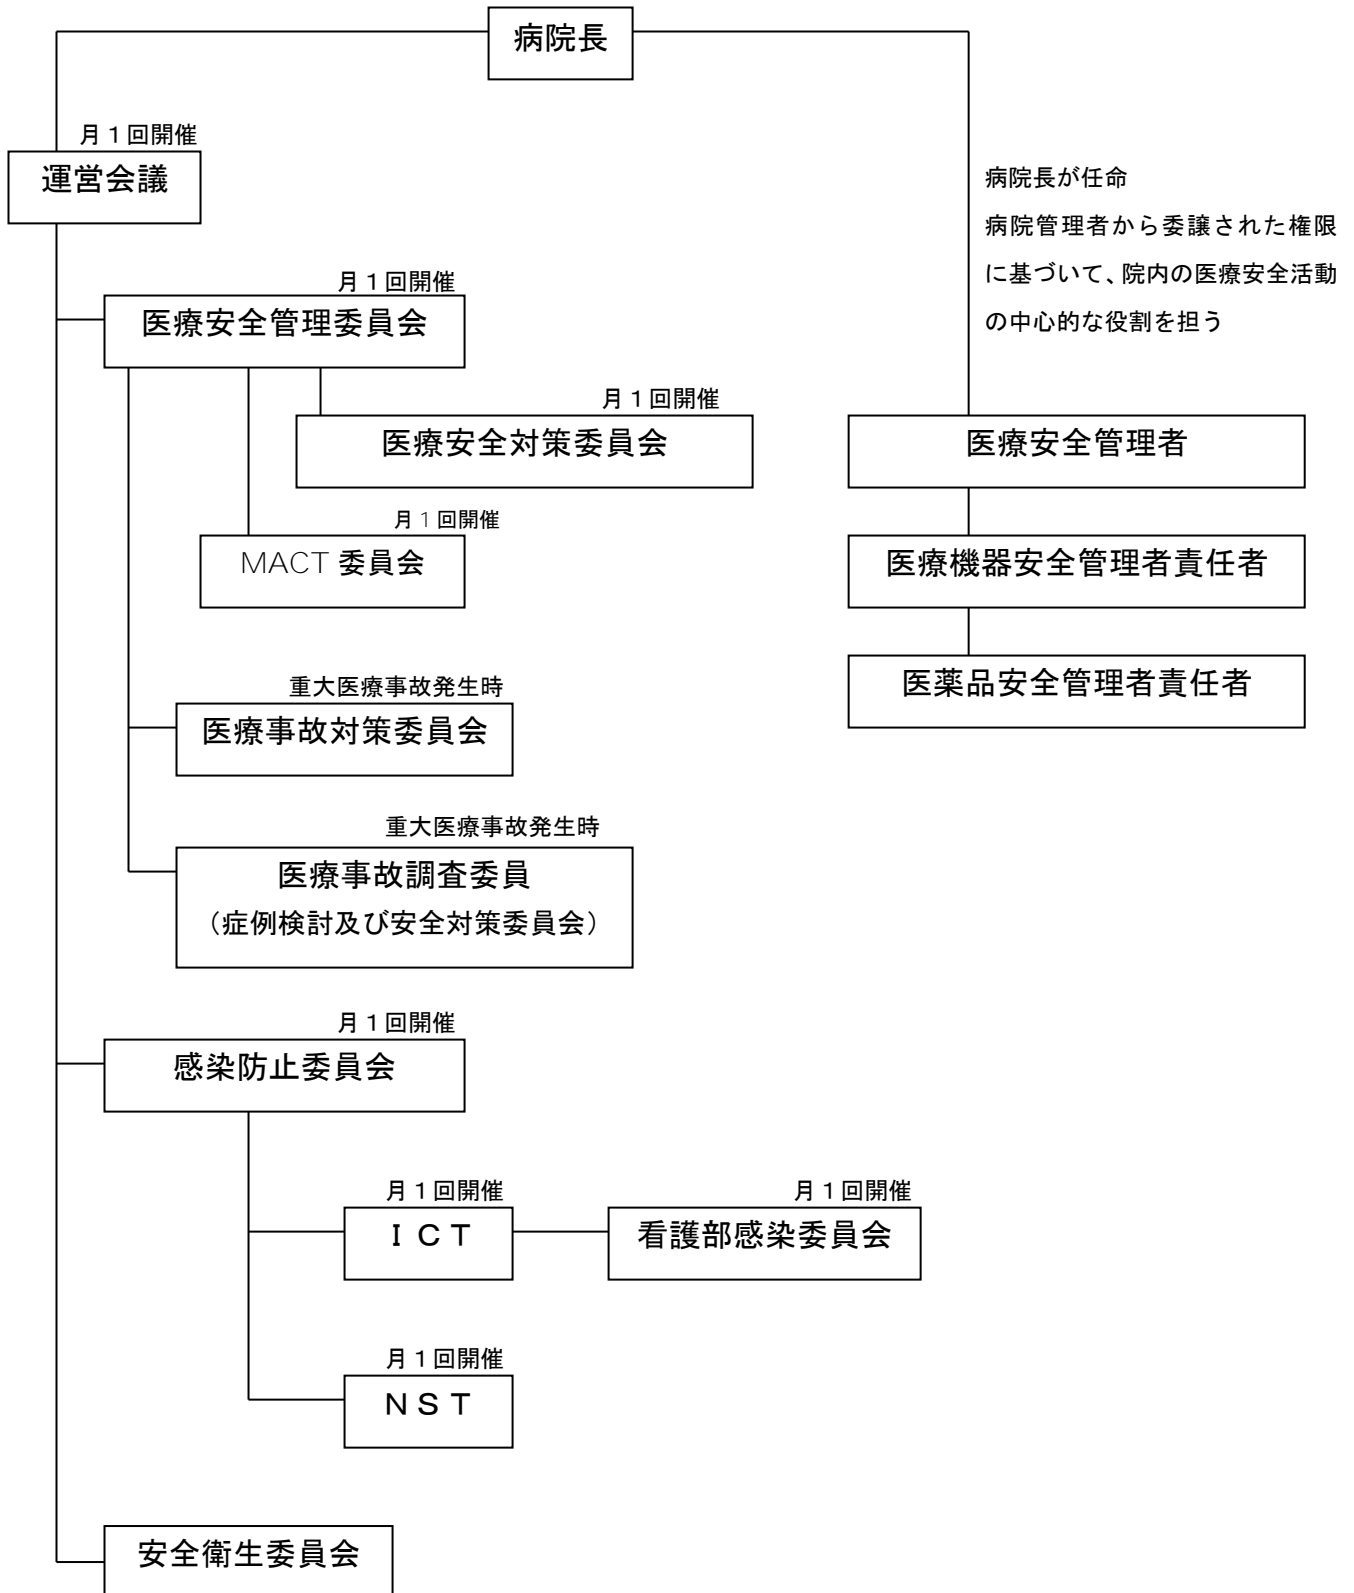 病院長
月１回開催
運営会議
病院長が任命
病院管理者から委譲された権限
に基づいて、院内の医療安全活動
の中心的な役割を担う
月１回開催
医療安全管理委員会
月１回開催
医療安全対策委員会
医療安全管理者
月１回開催
MACT 委員会
医療機器安全管理者責任者
医薬品安全管理者責任者
重大医療事故発生時
医療事故対策委員会
重大医療事故発生時
医療事故調査委員
（症例検討及び安全対策委員会）
月１回開催
感染防止委員会
月１回開催
ＩＣＴ
月１回開催
看護部感染委員会
月１回開催
ＮＳＴ
安全衛生委員会